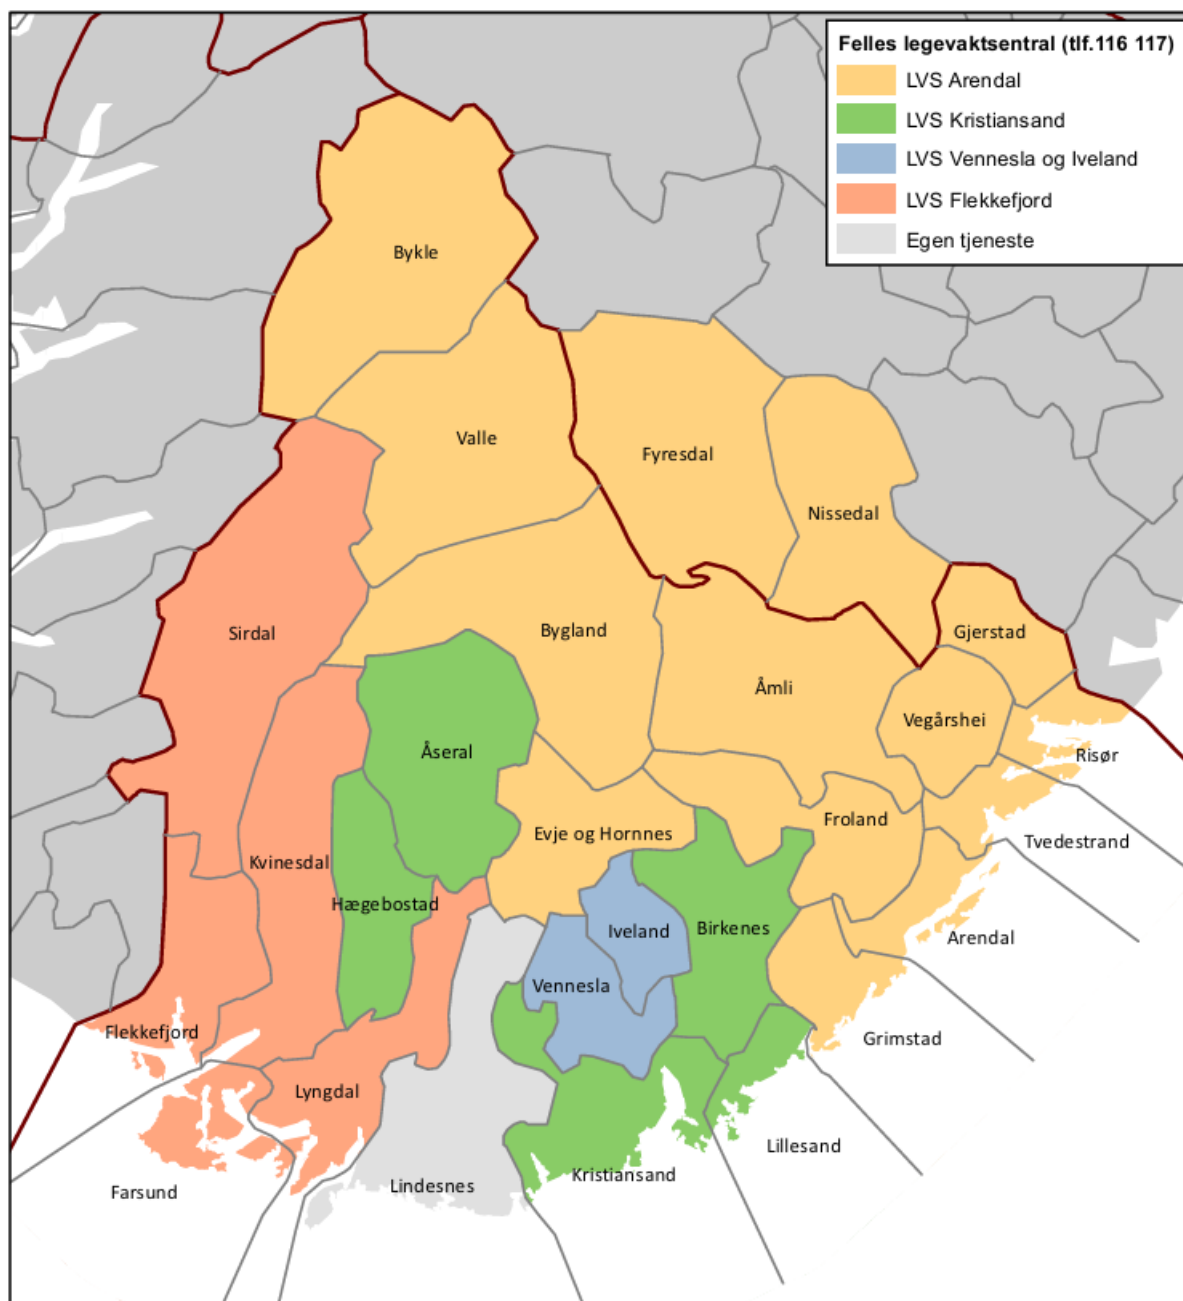 Felles legevaktsentral (tlf.116 117)
LVS Arendal
LVS Kristiansand
LVS Vennesla og Iveland
LVS Flekkefjord
Egen tjeneste
Bykle
Valle
Fyresdal
Nissedal
Sirdal
Bygland
Gjerstad
Åmli
Vegårshei
Åseral
Risør
Evje og Hornnes
Froland
Tvedestrand
Kvinesdal
Hægebostad
Iveland
Birkenes
Arendal
Vennesla
Flekkefjord
Grimstad
Lyngdal
Lillesand
Kristiansand
Farsund
Lindesnes